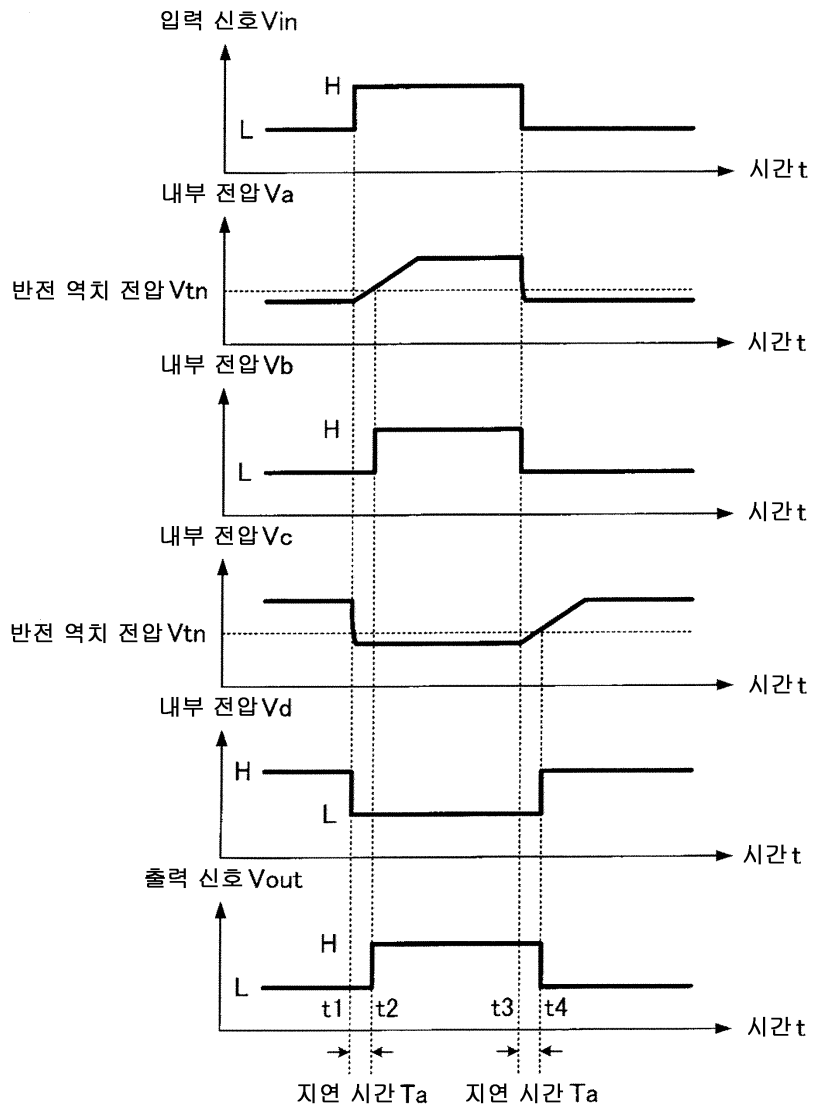 입력 신호 Vin
H
L
시간 t
내부 전압 Va
반전 역치 전압 Vtn
시간 t
내부 전압 Vb
H
L
시간 t
내부 전압 Vc
반전 역치 전압 Vtn
시간 t
내부 전압 Vd
H
L
시간 t
출력 신호 Vout
H
L
t1 t2 t3 t4
시간 t
지연 시간 Ta 지연 시간 Ta